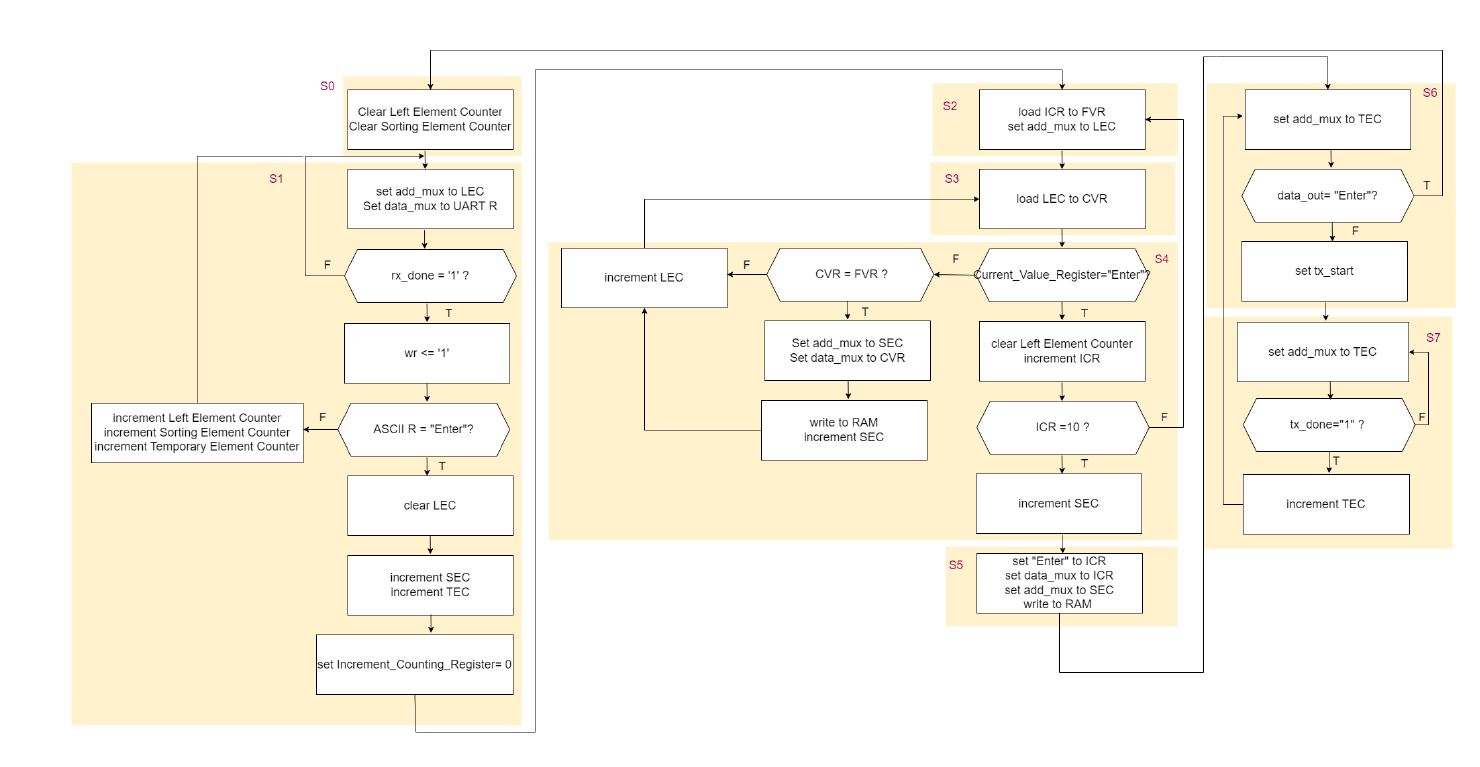 S0
Clear Left Element Counter
Clear Sorting Element Counter
S1
set add_mux to LEC
Set data_mux to UART R
rx_done = '1' ?
F
T
wr <= '1'
ASCII R = "Enter"?
F
T
increment Left Element Counter
increment Sorting Element Counter
increment Temporary Element Counter
clear LEC
increment SEC
increment TEC
set Increment_Counting_Register= 0
S2
load ICR to FVR
set add_mux to LEC
S3
load LEC to CVR
S4
Current_Value_Register="Enter"?
F
T
CVR = FVR ?
F
T
increment LEC
Set add_mux to SEC
Set data_mux to CVR
write to RAM
increment SEC
clear Left Element Counter
increment ICR
ICR =10 ?
F
T
increment SEC
S5
set "Enter" to ICR
set data_mux to ICR
set add_mux to SEC
write to RAM
S6
set add_mux to TEC
data_out= "Enter"?
T
F
set tx_start
S7
set add_mux to TEC
tx_done="1" ?
F
T
increment TEC